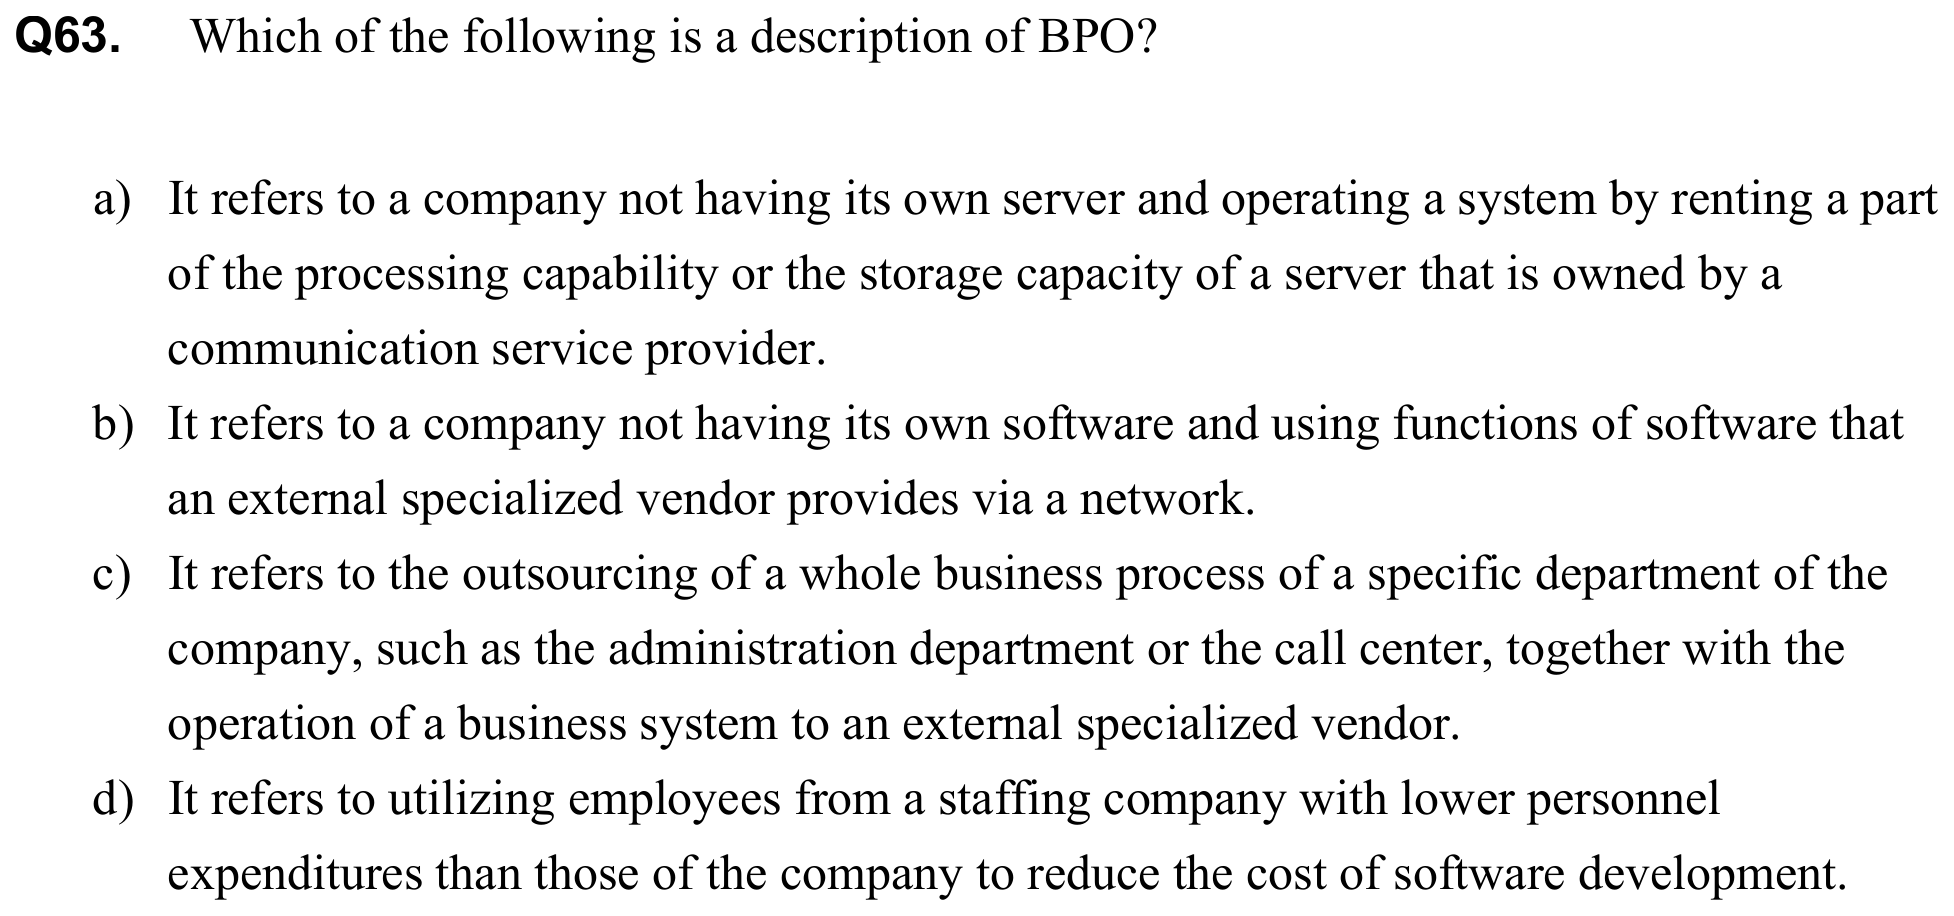 Q63. Which of the following is a description of BPO?
a) It refers to a company not having its own server and operating a system by renting a part
of the processing capability or the storage capacity of a server that is owned by a
communication service provider.
b) It refers to a company not having its own software and using functions of software that
an external specialized vendor provides via a network.
c) It refers to the outsourcing of a whole business process of a specific department of the
company, such as the administration department or the call center, together with the
operation of a business system to an external specialized vendor.
d) It refers to utilizing employees from a staffing company with lower personnel
expenditures than those of the company to reduce the cost of software development.